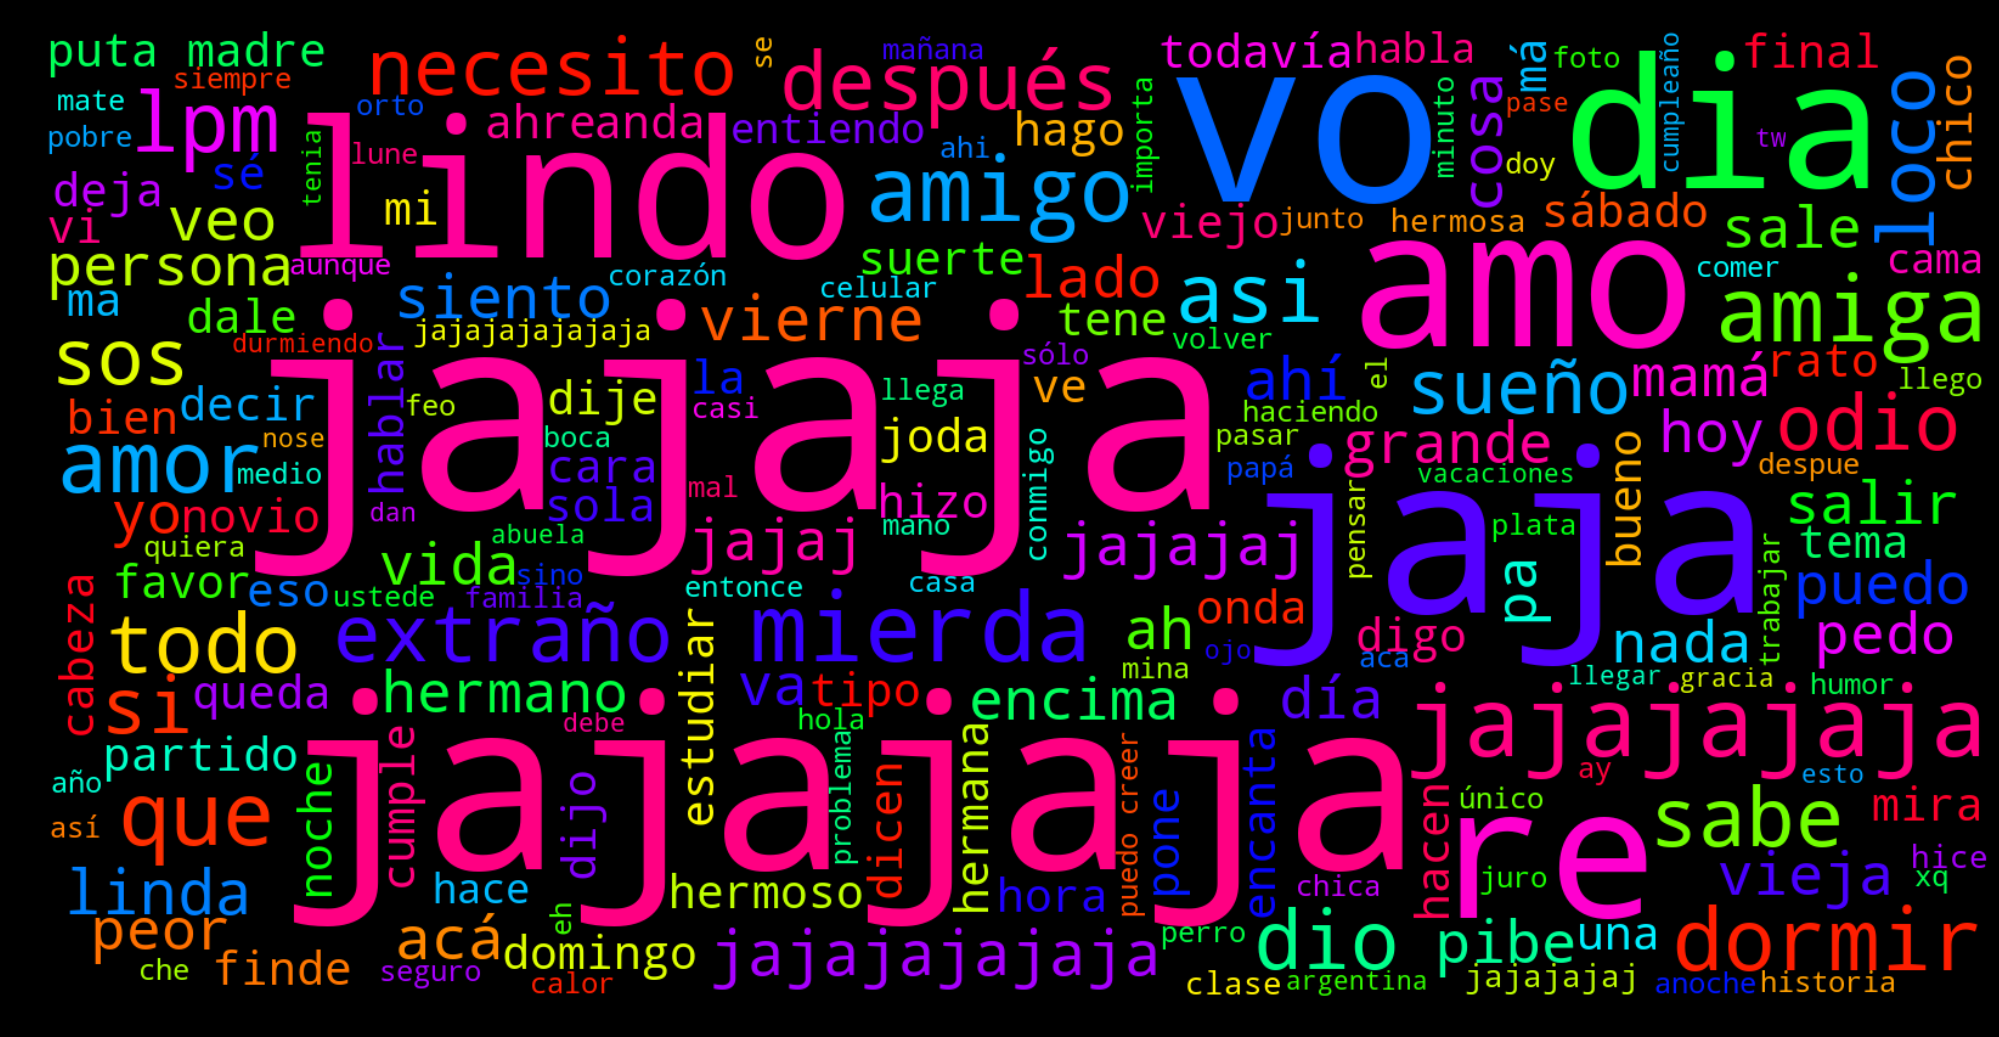 puta madre
necesito
se
después
mañana
todavía
habla
má
foto
cumpleaño
final
loco
chico
siempre
mate
lpm
orto
lindo
ahreanda
entiendo
hago
importa
vo
minuto
cosa
pase
dia
tw
pobre
sé
tenia
lune
ahi
amigo
doy
deja
mi
vi
veo
viejo
junto
hermosa
sábado
sale
persona
aunque
siento
corazón
suerte
celular
lado
asi
amo
comer
cama
amiga
ma
dale
jajajajajajaja
vierne
tene
volver
durmiendo
sos
jajaja
hablar
la
sólo
ve
ahí
el
sueño
mamá
rato
llego
bien
decir
feo
dije
casi
llega
haciendo
odio
amor
nose
boca
joda
conmigo
pasar
grande
hoy
medio
cara
papá
vacaciones
bueno
despue
yo
novio
dan
sola
mal
hizo
jaja
pensar
salir
quiera
abuela
jajaj
mano
jajajaj
plata
tema
vida
favor
eso
ustede
sino
familia
entonce
casa
pa
trabajar
puedo
cabeza
todo
extraño
estudiar
mierda
ah
onda
ojo
digo
aca
nada
pedo
mina
si
queda
hermano
debe
va
tipo
encima
día
llegar
gracia
humor
partido
cumple
hola
problema
hermana
puedo creer
encanta
jajajajaja
ay
esto
año
noche
dijo
jajajaja
dicen
pone
hacen
único
mira
así
que
re
sabe
linda
hace
eh
hermoso
hora
chica
juro
vieja
hice
xq
peor
acá
domingo
perro
dio
pibe
una
dormir
che
finde
seguro
calor
jajajajajaja
clase
argentina
jajajajaj
anoche
historia